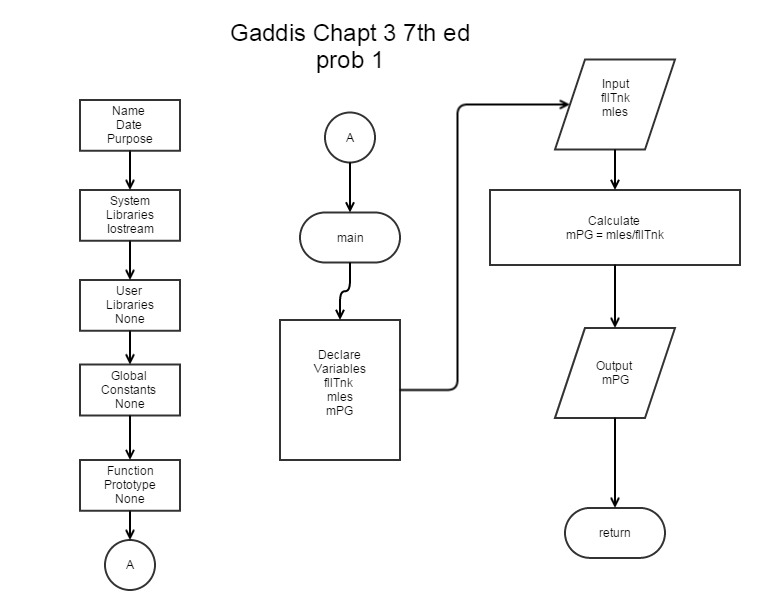 Gaddis Chapt 3 7th ed
prob 1
Name
Date
Purpose
System
Libraries
Iostream
User
Libraries
None
Global
Constants
None
Function
Prototype
None
A
A
main
Declare
Variables
fllTnk
mles
mPG
Input
fllTnk
mles
Calculate
mPG = mles/fllTnk
Output
mPG
return